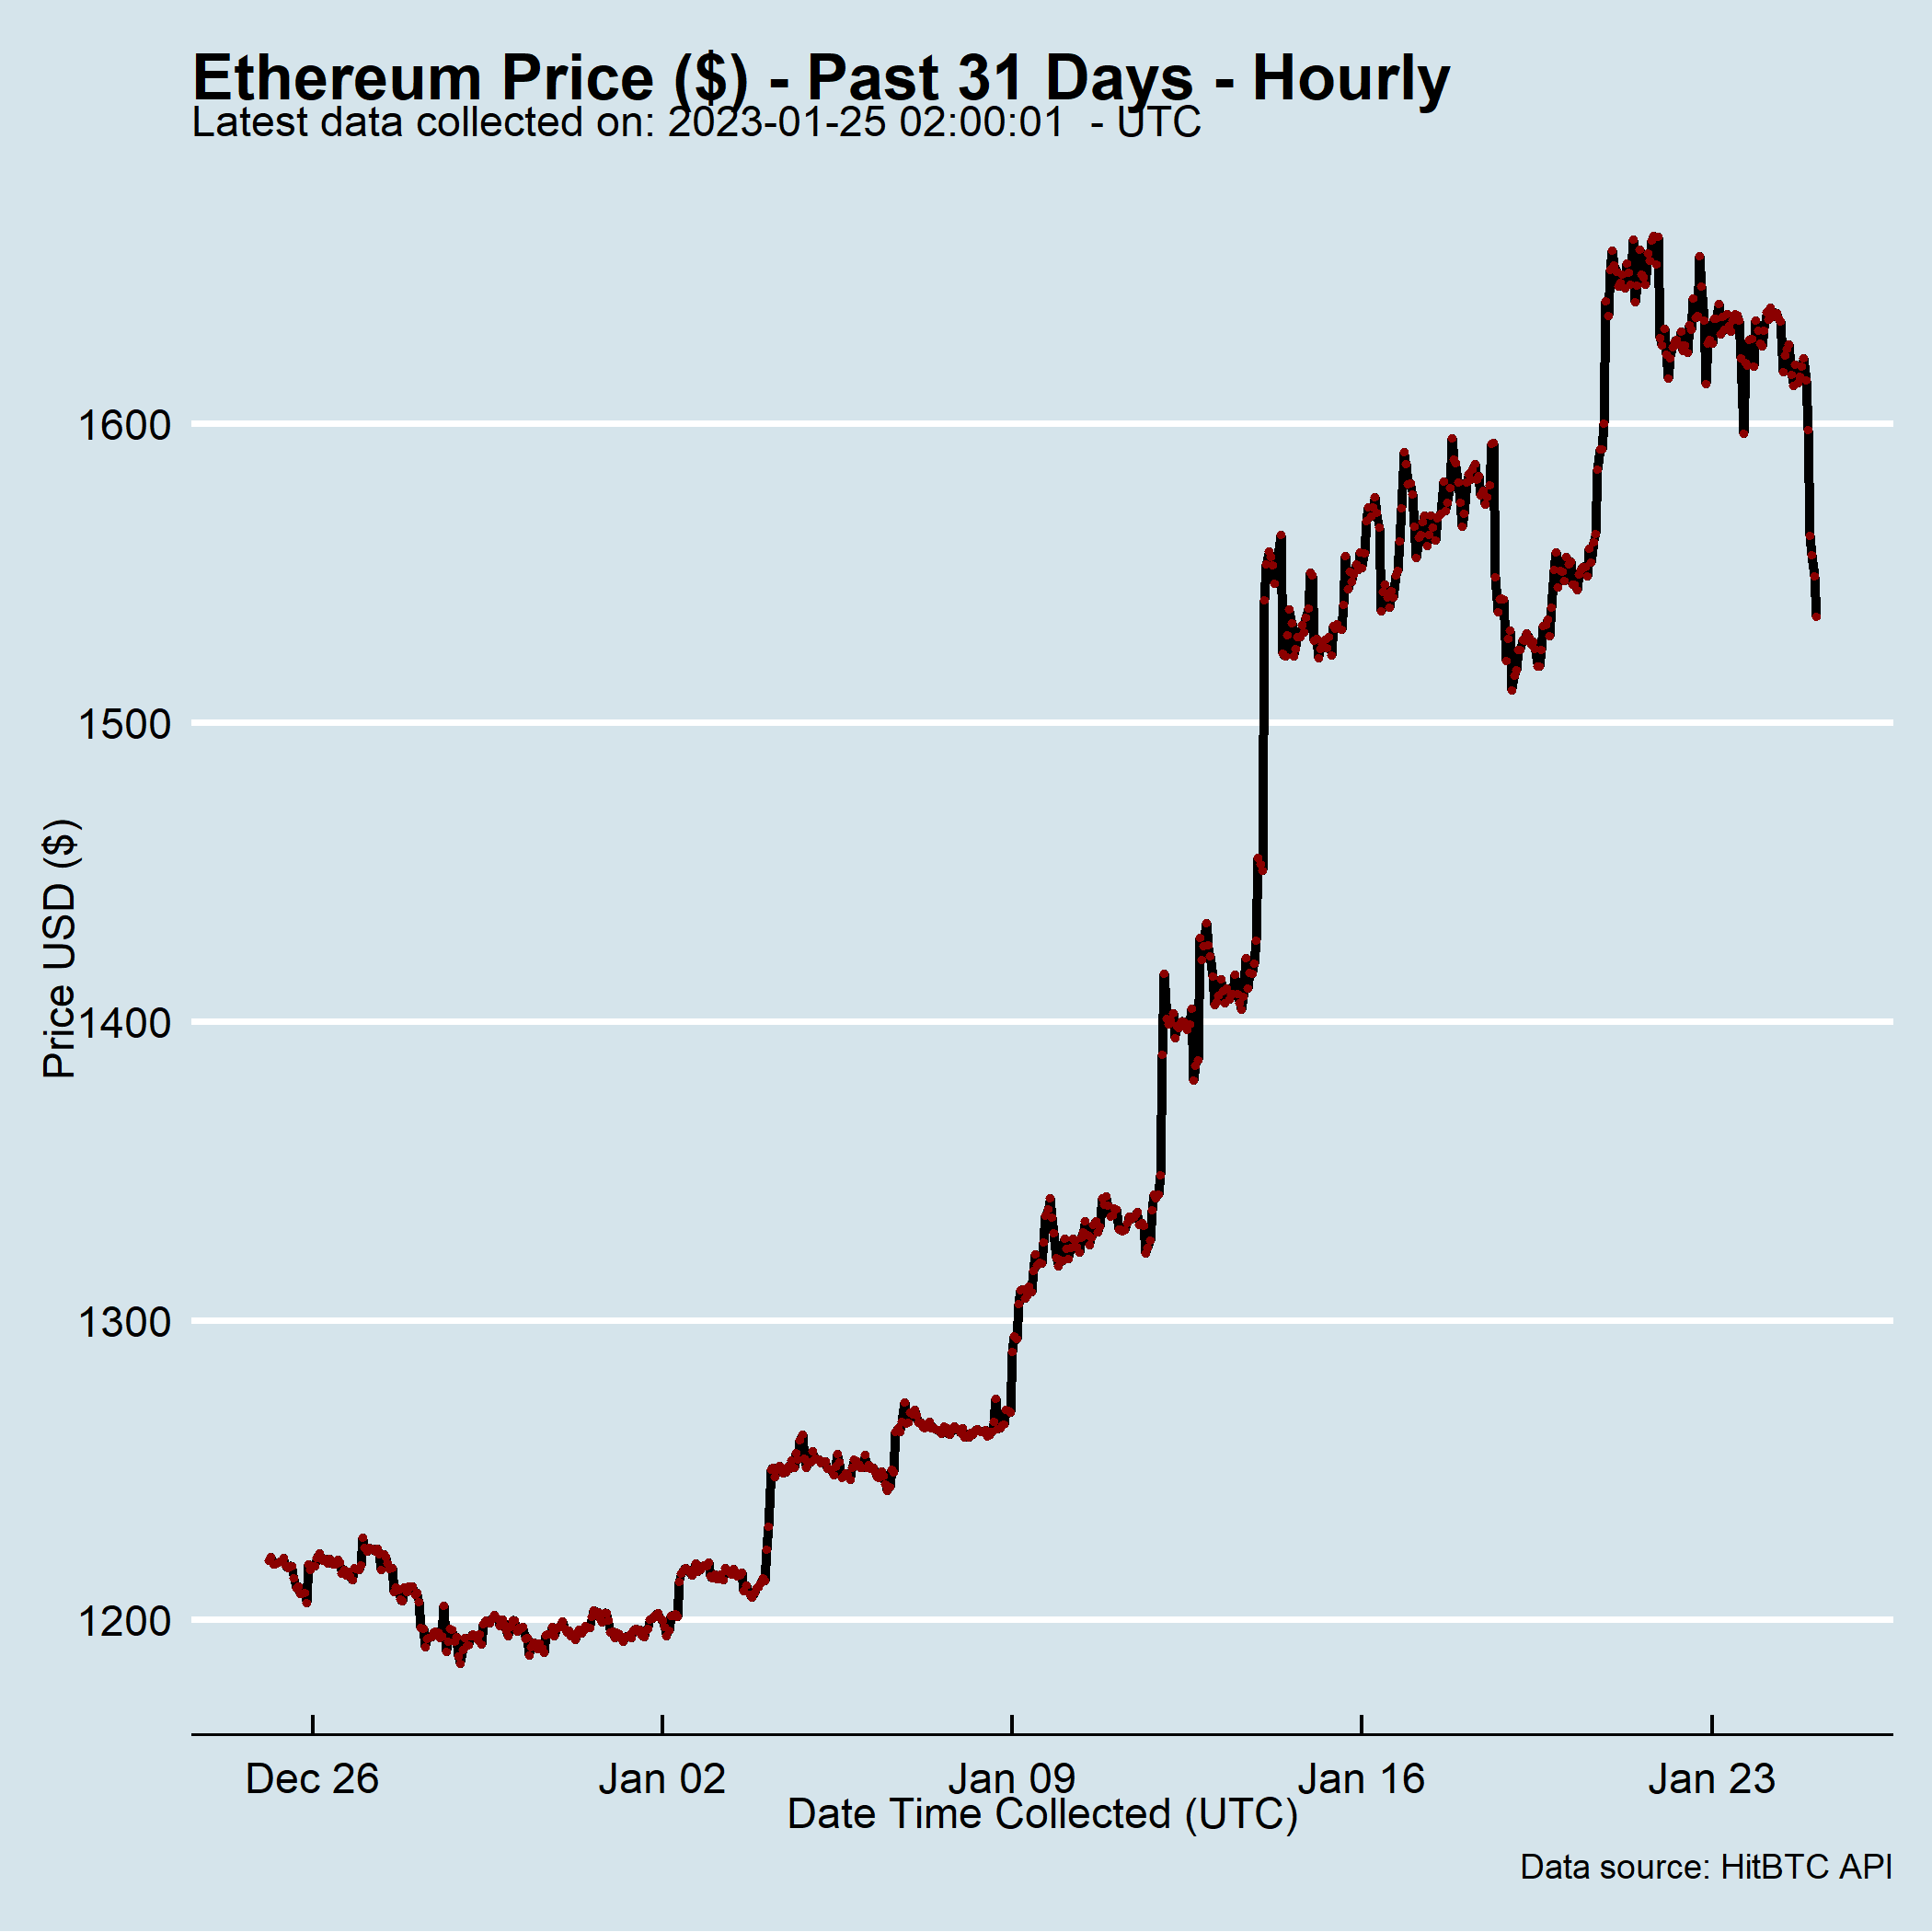 Ethereum Price ($) - Past 31 Days - Hourly
Latest data collected on: 2023-01-25 02:00:01  - UTC
Price USD ($)
1600
1500
1400
1300
1200
Dec 26
Jan 02
Jan 09
Jan 16
Jan 23
Date Time Collected (UTC)
Data source: HitBTC API